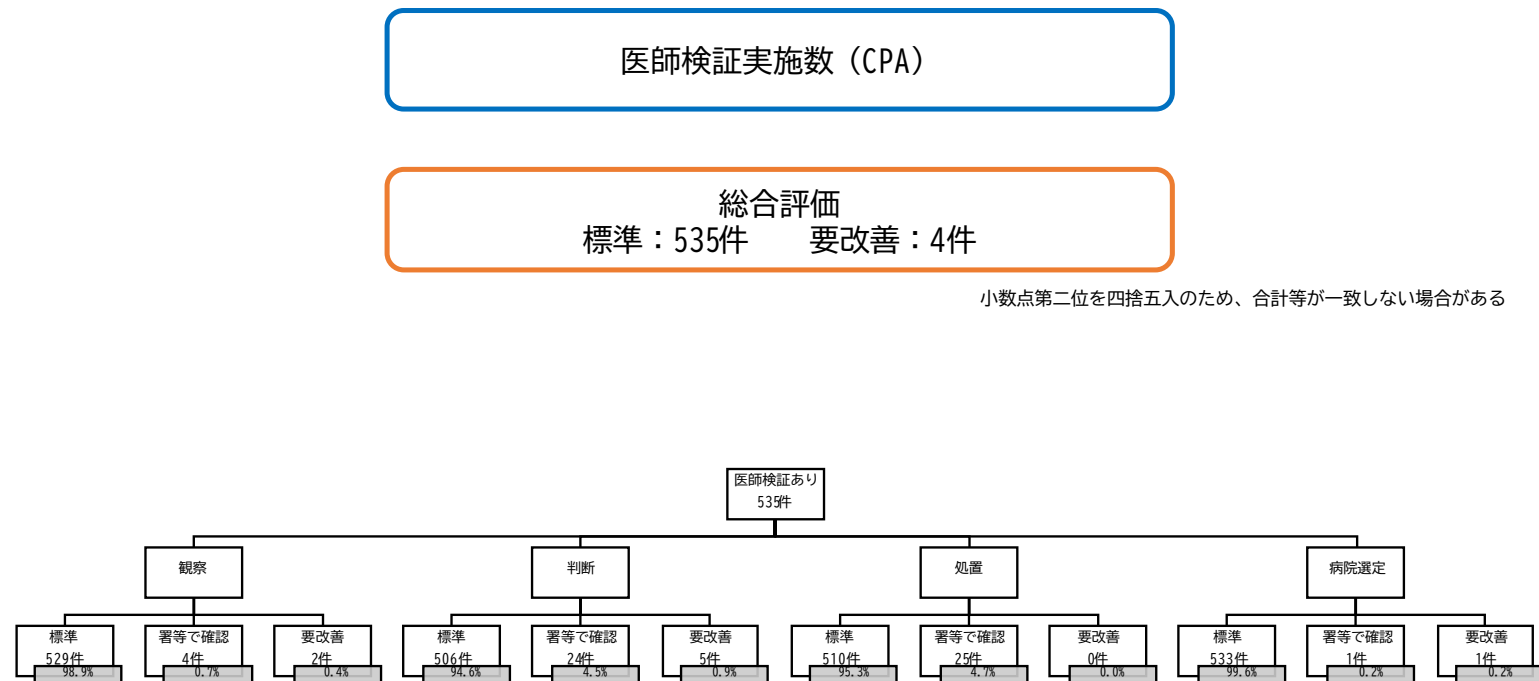 医師検証実施数（CPA）
総合評価
標準：535件　　要改善：4件
小数点第二位を四捨五入のため、合計等が一致しない場合がある
医師検証あり
535件
観察
判断
処置
病院選定
標準
529件
98.9%
署等で確認
4件
0.7%
要改善
2件
0.4%
標準
506件
94.6%
署等で確認
24件
4.5%
要改善
5件
0.9%
標準
510件
95.3%
署等で確認
25件
4.7%
要改善
0件
0.0%
標準
533件
99.6%
署等で確認
1件
0.2%
要改善
1件
0.2%